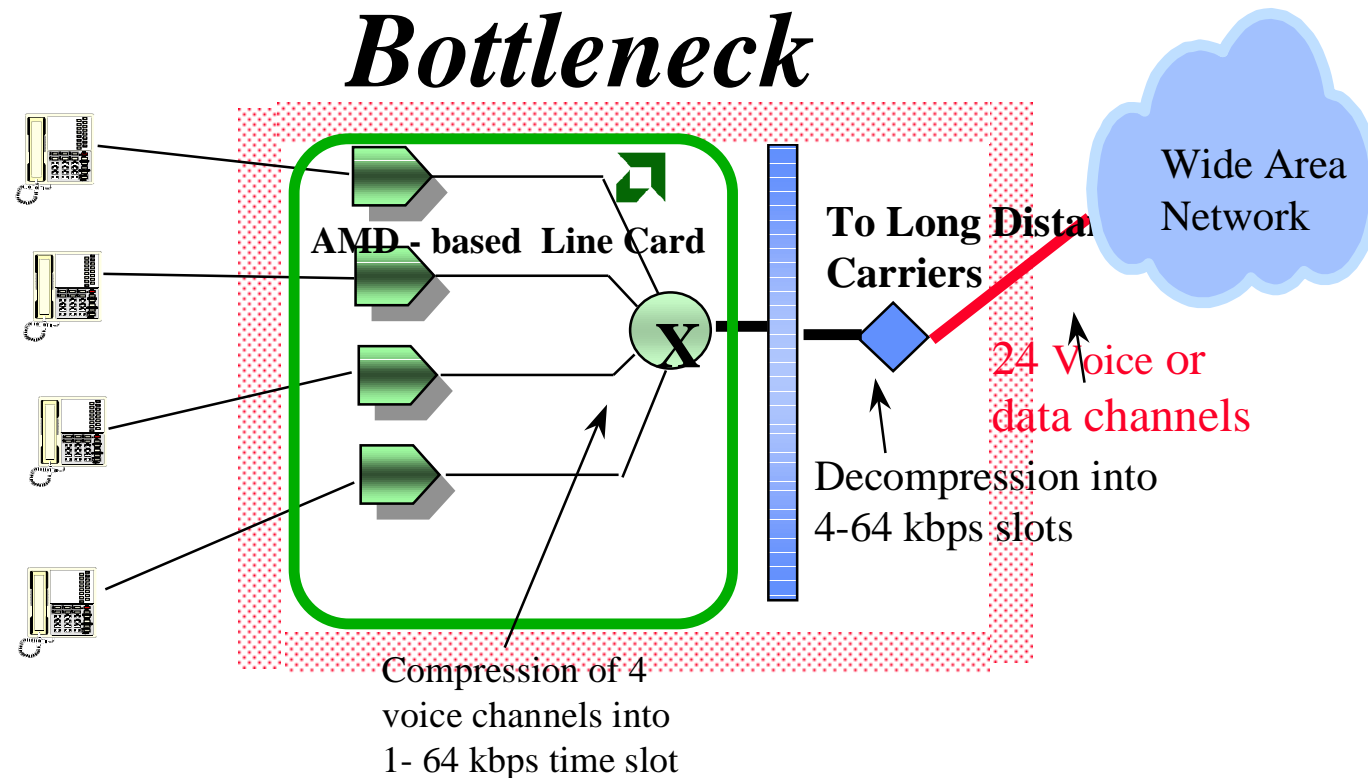 Bottleneck
Wide Area
Network
AMD - based Line Card
To Long
Carriers
X
24 Voice or
data channels
Decompression into
4-64 kbps slots
Compression of 4
voice channels into
1- 64 kbps time slot